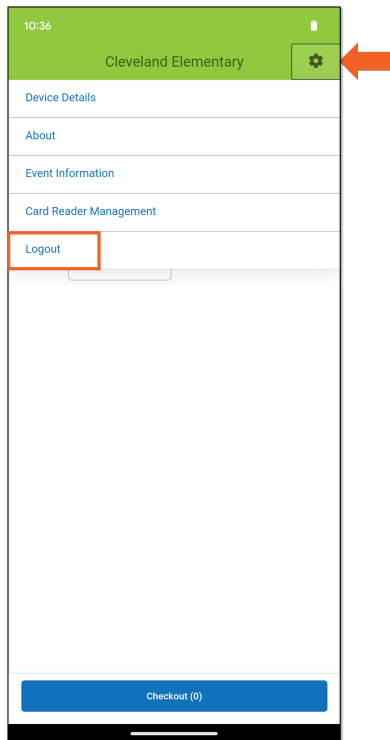 10:36
Cleveland Elementary
Device Details
About
Event Information
Card Reader Management
Logout
Checkout (0)